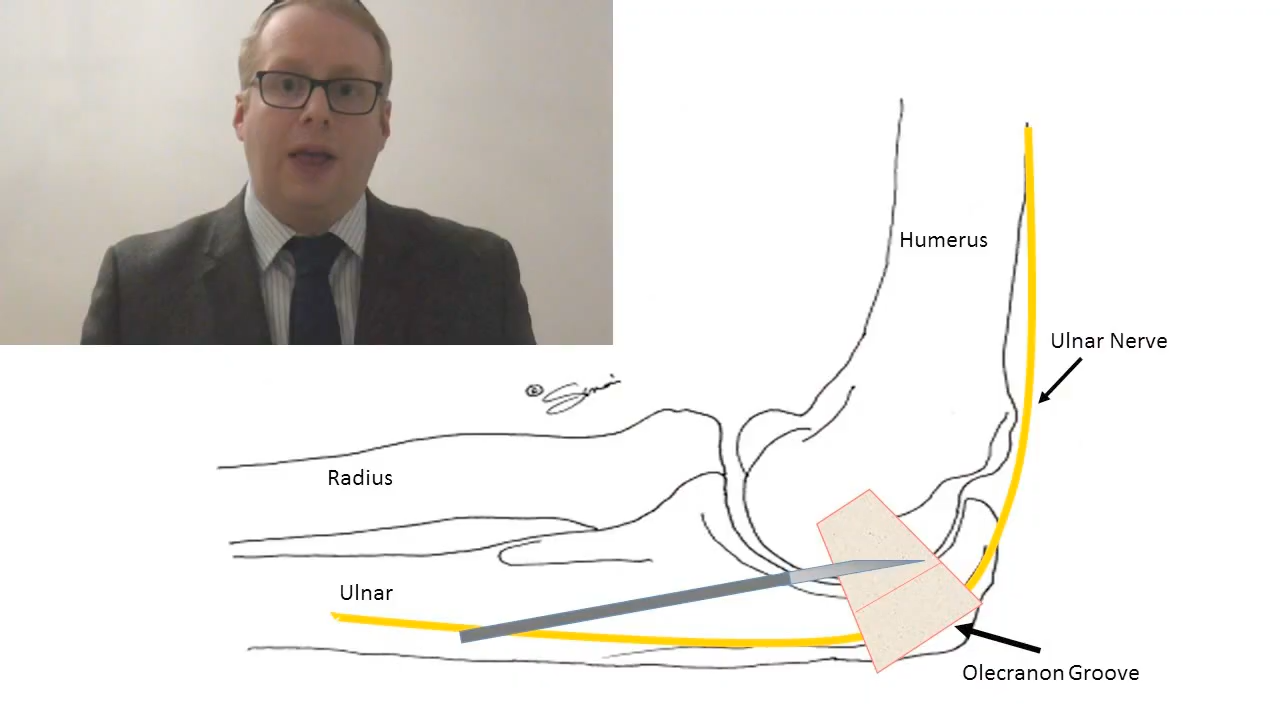 Humerus
Ulnar Nerve
Radius
Ulnar
Olecranon Groove